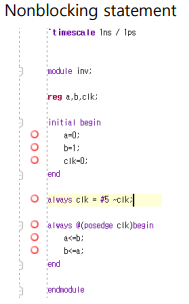 Nonblocking statement
`timescale 1ns / 1ps
module inv;
reg a,b,clk;
initial begin
a=0;
b=1;
clk=0;
end
always clk = #5 ~clk;
always @(posedge clk)begin
a<=b;
b<=a;
end
endmodule